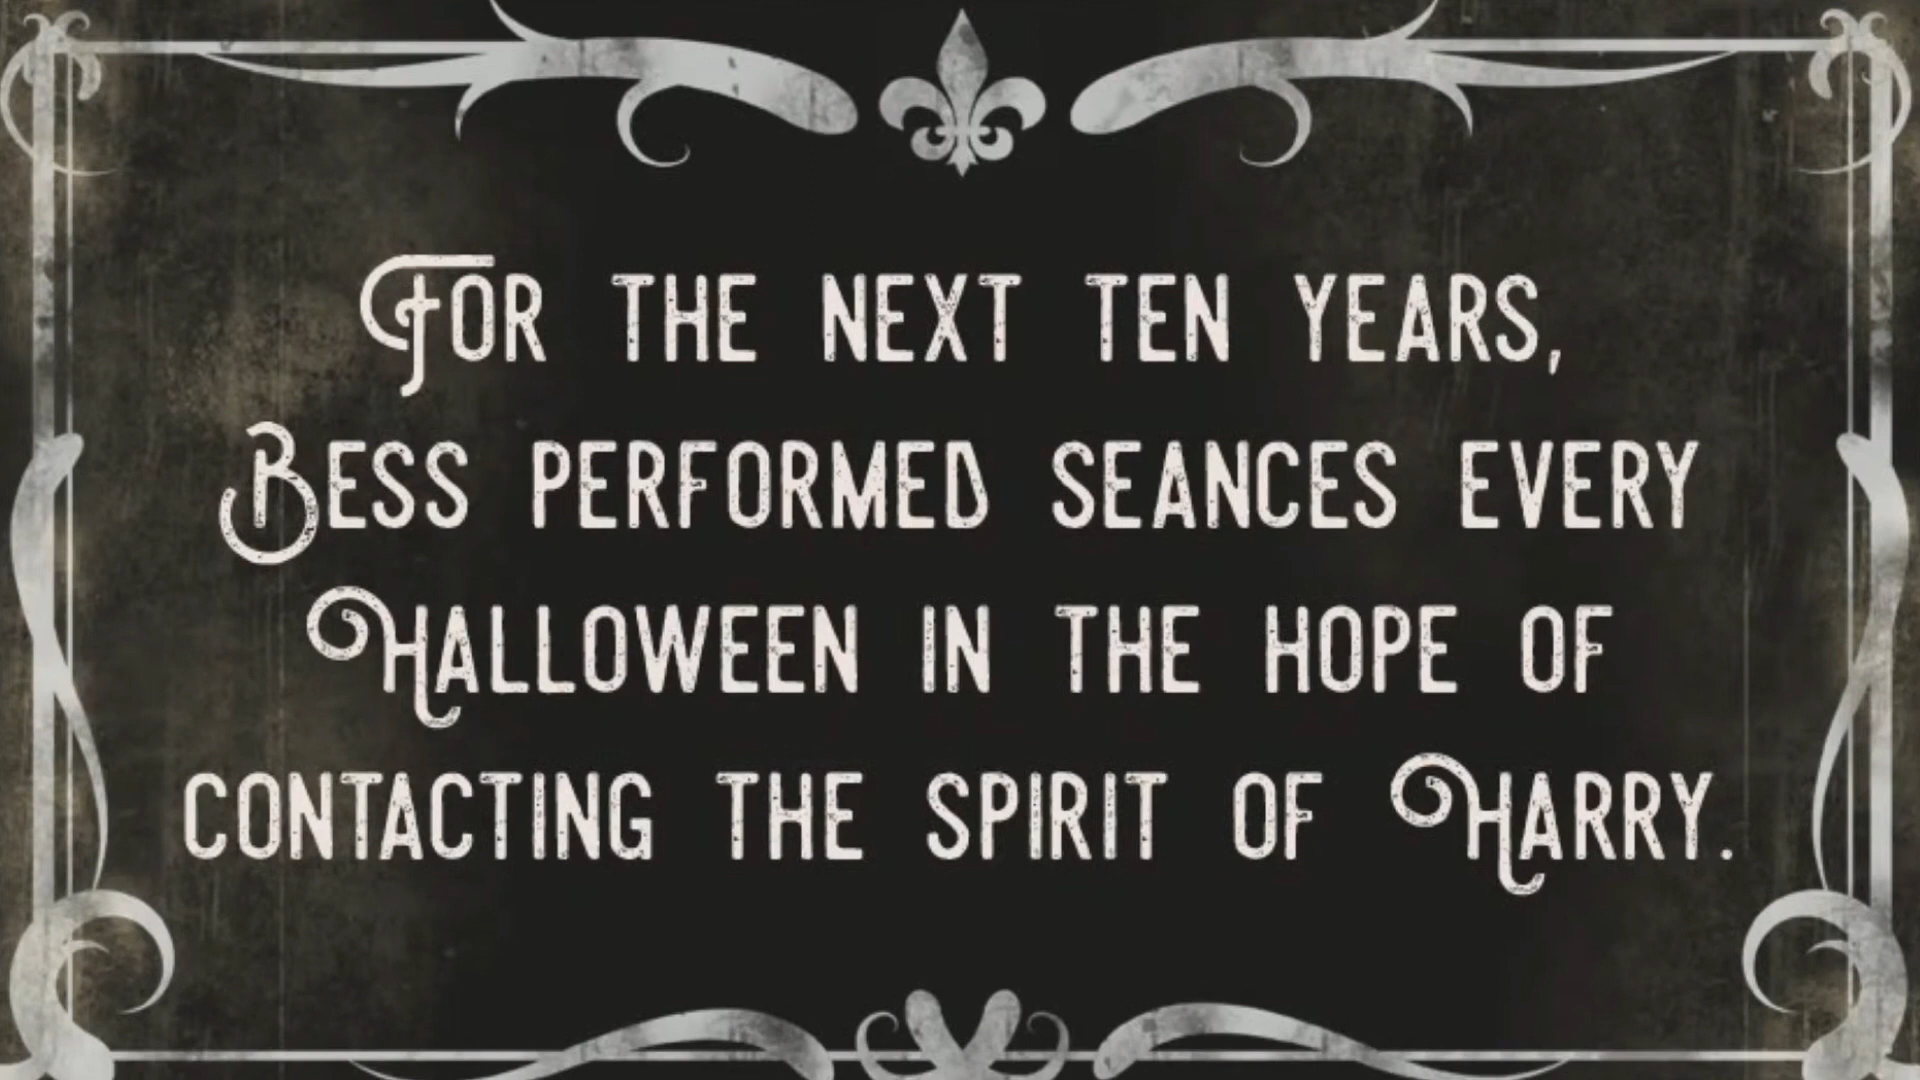 For the next ten years,
Bess performed seances every
Halloween in the hope of
contacting the spirit of Harry.